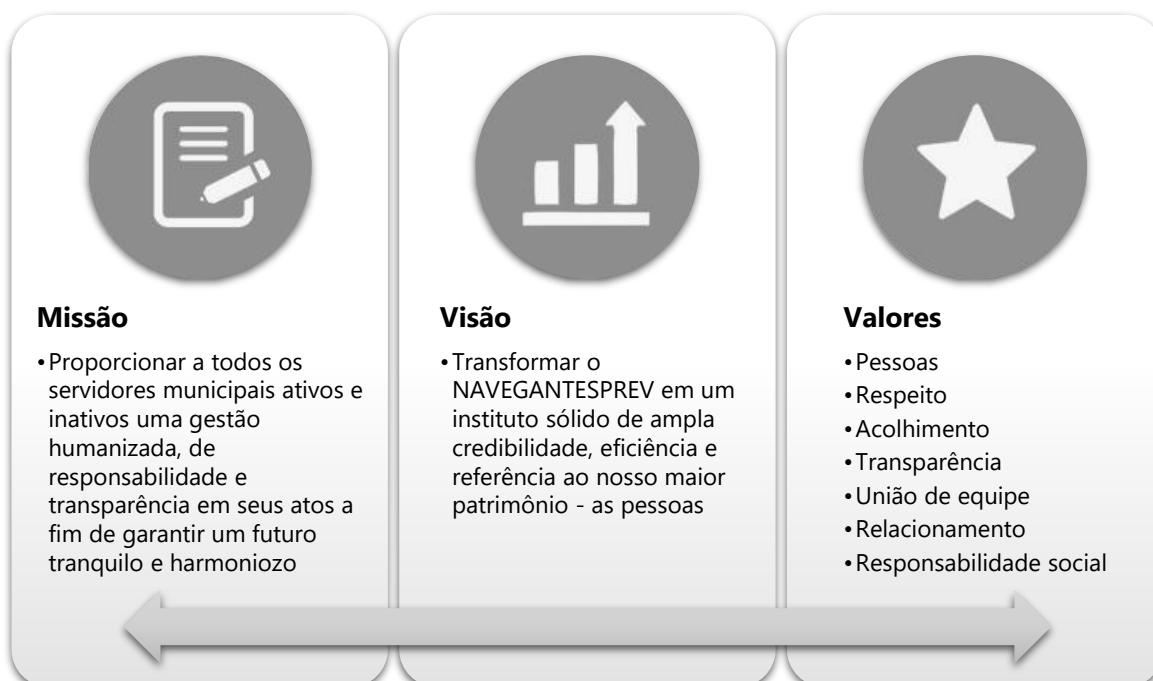 Missão
•Proporcionar a todos os
servidores municipais ativos e
inativos uma gestão
humanizada, de
responsabilidade e
transparência em seus atos a
fim de garantir um futuro
tranquilo e harmoniozo
Visão
•Transformar o
NAVEGANTESPREV em um
instituto sólido de ampla
credibilidade, eficiência e
referência ao nosso maior
patrimônio - as pessoas
Valores
•Pessoas
•Respeito
•Acolhimento
•Transparência
•União de equipe
•Relacionamento
•Responsabilidade social